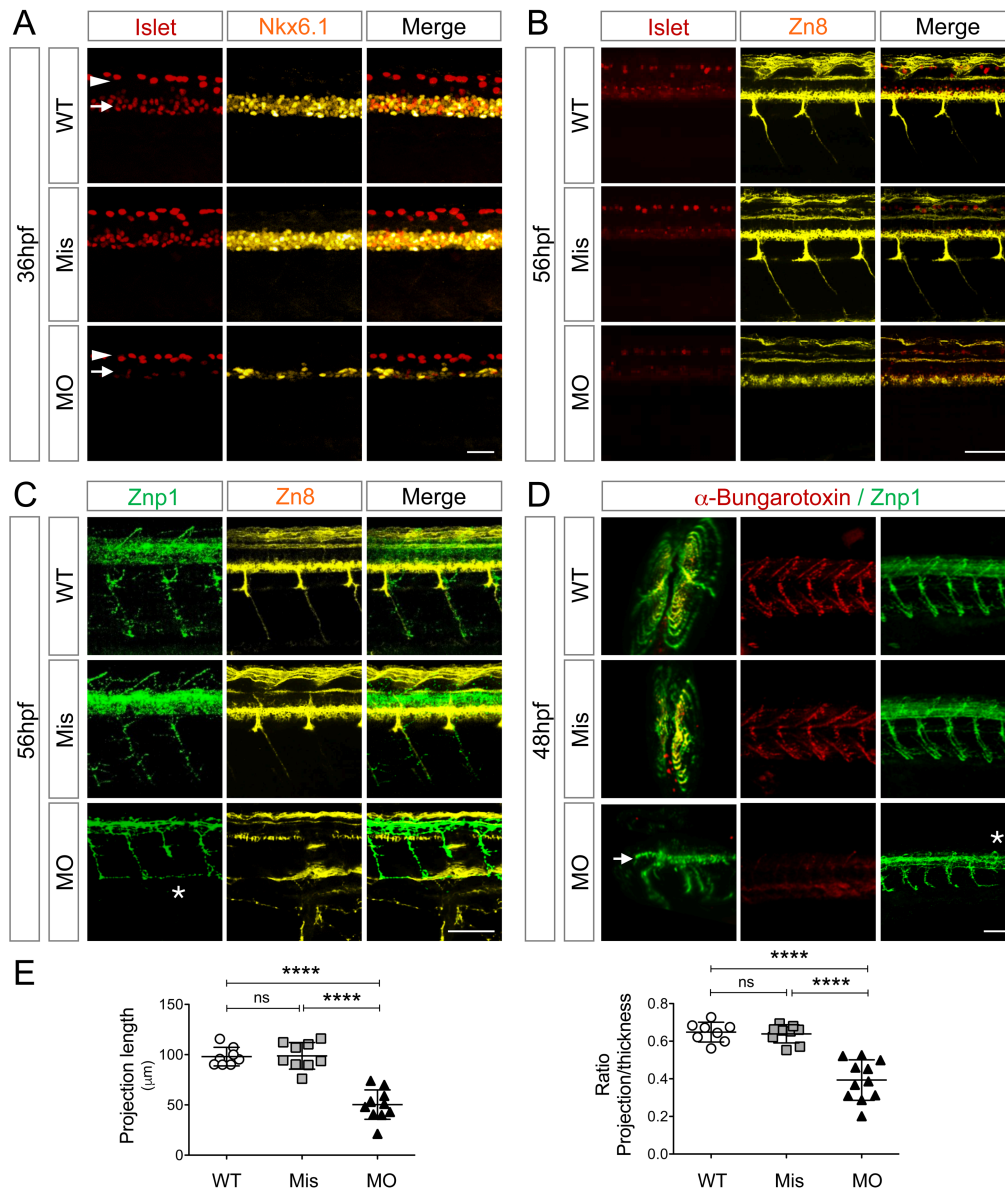 A
Islet Nkx6.1 Merge
36hpf
WT
Mis
MO
B
Islet Zn8 Merge
56hpf
WT
Mis
MO
C
Znp1 Zn8 Merge
56hpf
WT
Mis
MO
*
D
α-Bungarotoxin / Znp1
48hpf
WT
Mis
MO
*
E
****
ns ****
Projection length
(μm)
150
100
50
0
WT Mis MO
****
ns ****
Ratio
Projection/thickness
0.8
0.6
0.4
0.2
0.0
WT Mis MO